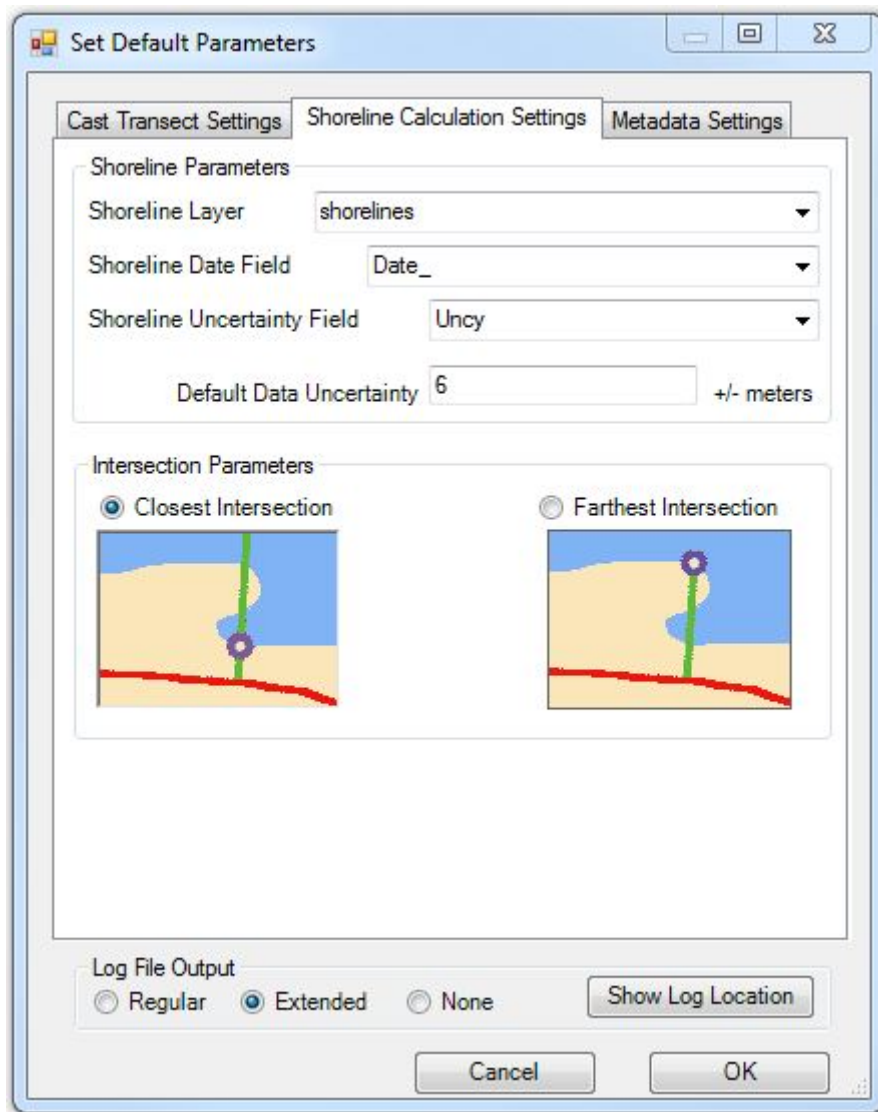 Set Default Parameters
Cast Transect Settings Shoreline Calculation Settings Metadata Settings
Shoreline Parameters
Shoreline Layer shorelines
Shoreline Date Field Date_
Shoreline Uncertainty Field Uncy
Default Data Uncertainty 6 +/- meters
Intersection Parameters
Closest Intersection Farthest Intersection
Log File Output
Regular Extended None Show Log Location
Cancel OK